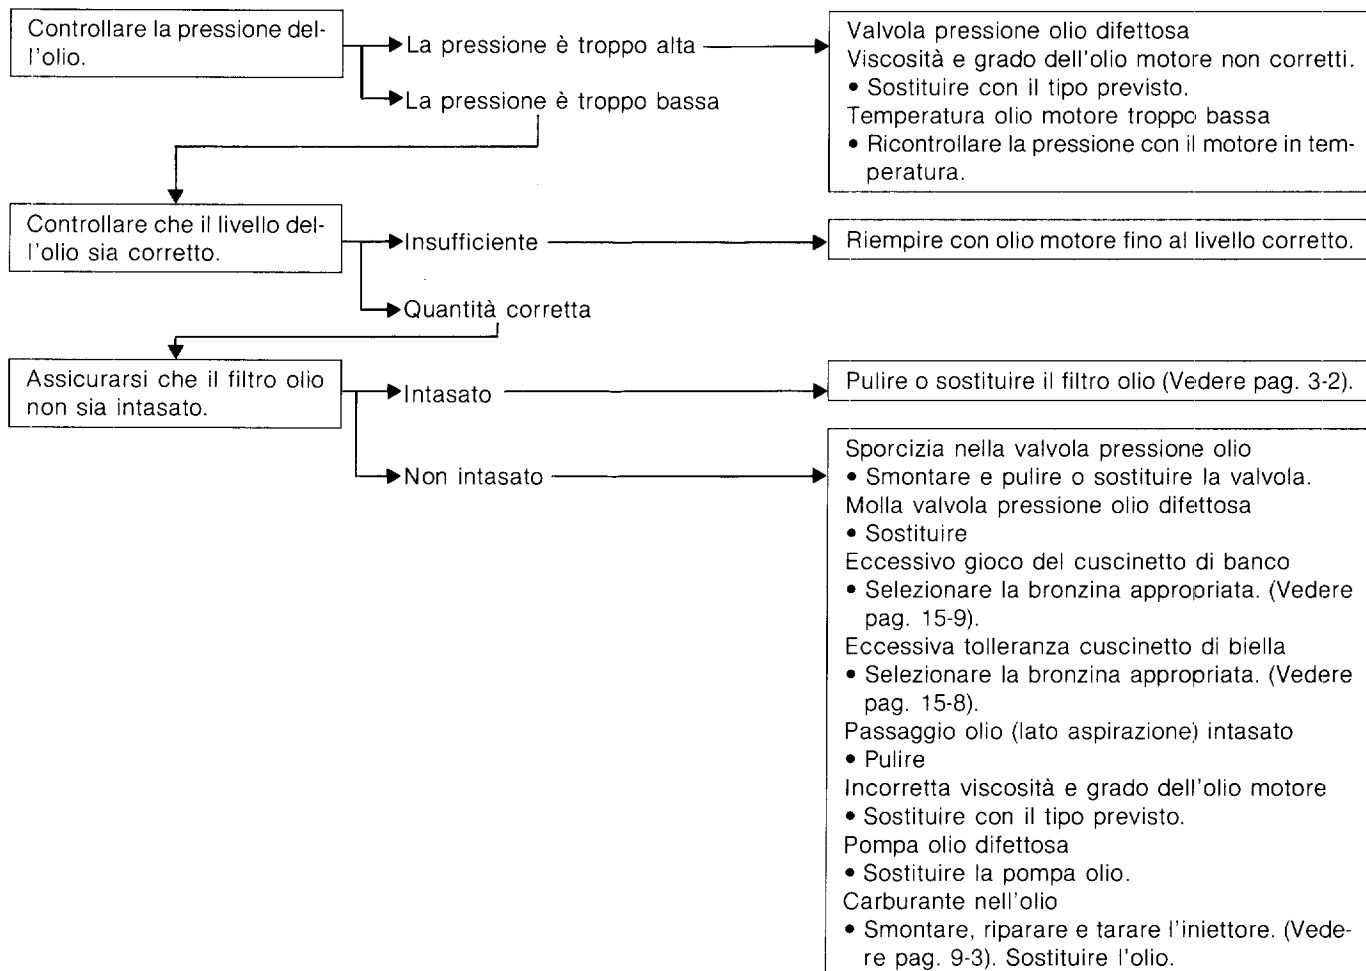 Controllare la pressione del-
l'olio.
La pressione è troppo alta
La pressione è troppo bassa
Valvola pressione olio difettosa
Viscosità e grado dell'olio motore non corretti.
• Sostituire con il tipo previsto.
Temperatura olio motore troppo bassa
• Ricontrollare la pressione con il motore in tem-
peratura.
Controllare che il livello del-
l'olio sia corretto.
Insufficiente
Riempire con olio motore fino al livello corretto.
Quantità corretta
Assicurarsi che il filtro olio
non sia intasato.
Intasato
Pulire o sostituire il filtro olio (Vedere pag. 3-2).
Non intasato
Sporcizia nella valvola pressione olio
• Smontare e pulire o sostituire la valvola.
Molla valvola pressione olio difettosa
• Sostituire
Eccessivo gioco del cuscinetto di banco
• Selezionare la bronzina appropriata. (Vedere
pag. 15-9).
Eccessiva tolleranza cuscinetto di biella
• Selezionare la bronzina appropriata. (Vedere
pag. 15-8).
Passaggio olio (lato aspirazione) intasato
• Pulire
Incorretta viscosità e grado dell'olio motore
• Sostituire con il tipo previsto.
Pompa olio difettosa
• Sostituire la pompa olio.
Carburante nell'olio
• Smontare, riparare e tarare l'iniettore. (Vede-
re pag. 9-3). Sostituire l'olio.